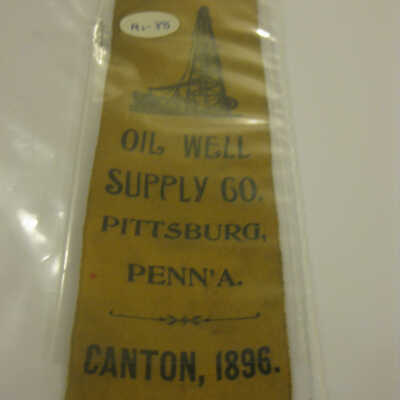 OIL WELL
SUPPLY CO.
PITTSBURG,
PENN'A.
CANTON, 1896.